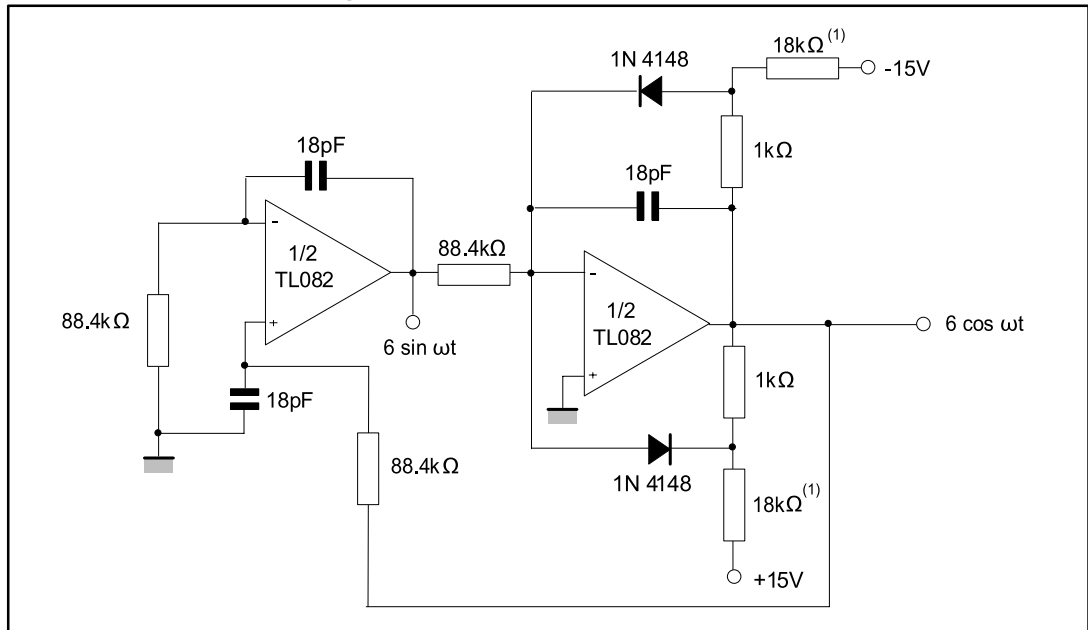 18kΩ (1)
1N 4148
-15V
1kΩ
18pF
18pF
-
1/2
TL082
88.4kΩ
-
88.4kΩ
+
1/2
TL082
6 sin ωt
6 cos ωt
18pF
+
1kΩ
88.4kΩ
1N 4148
18kΩ (1)
+15V